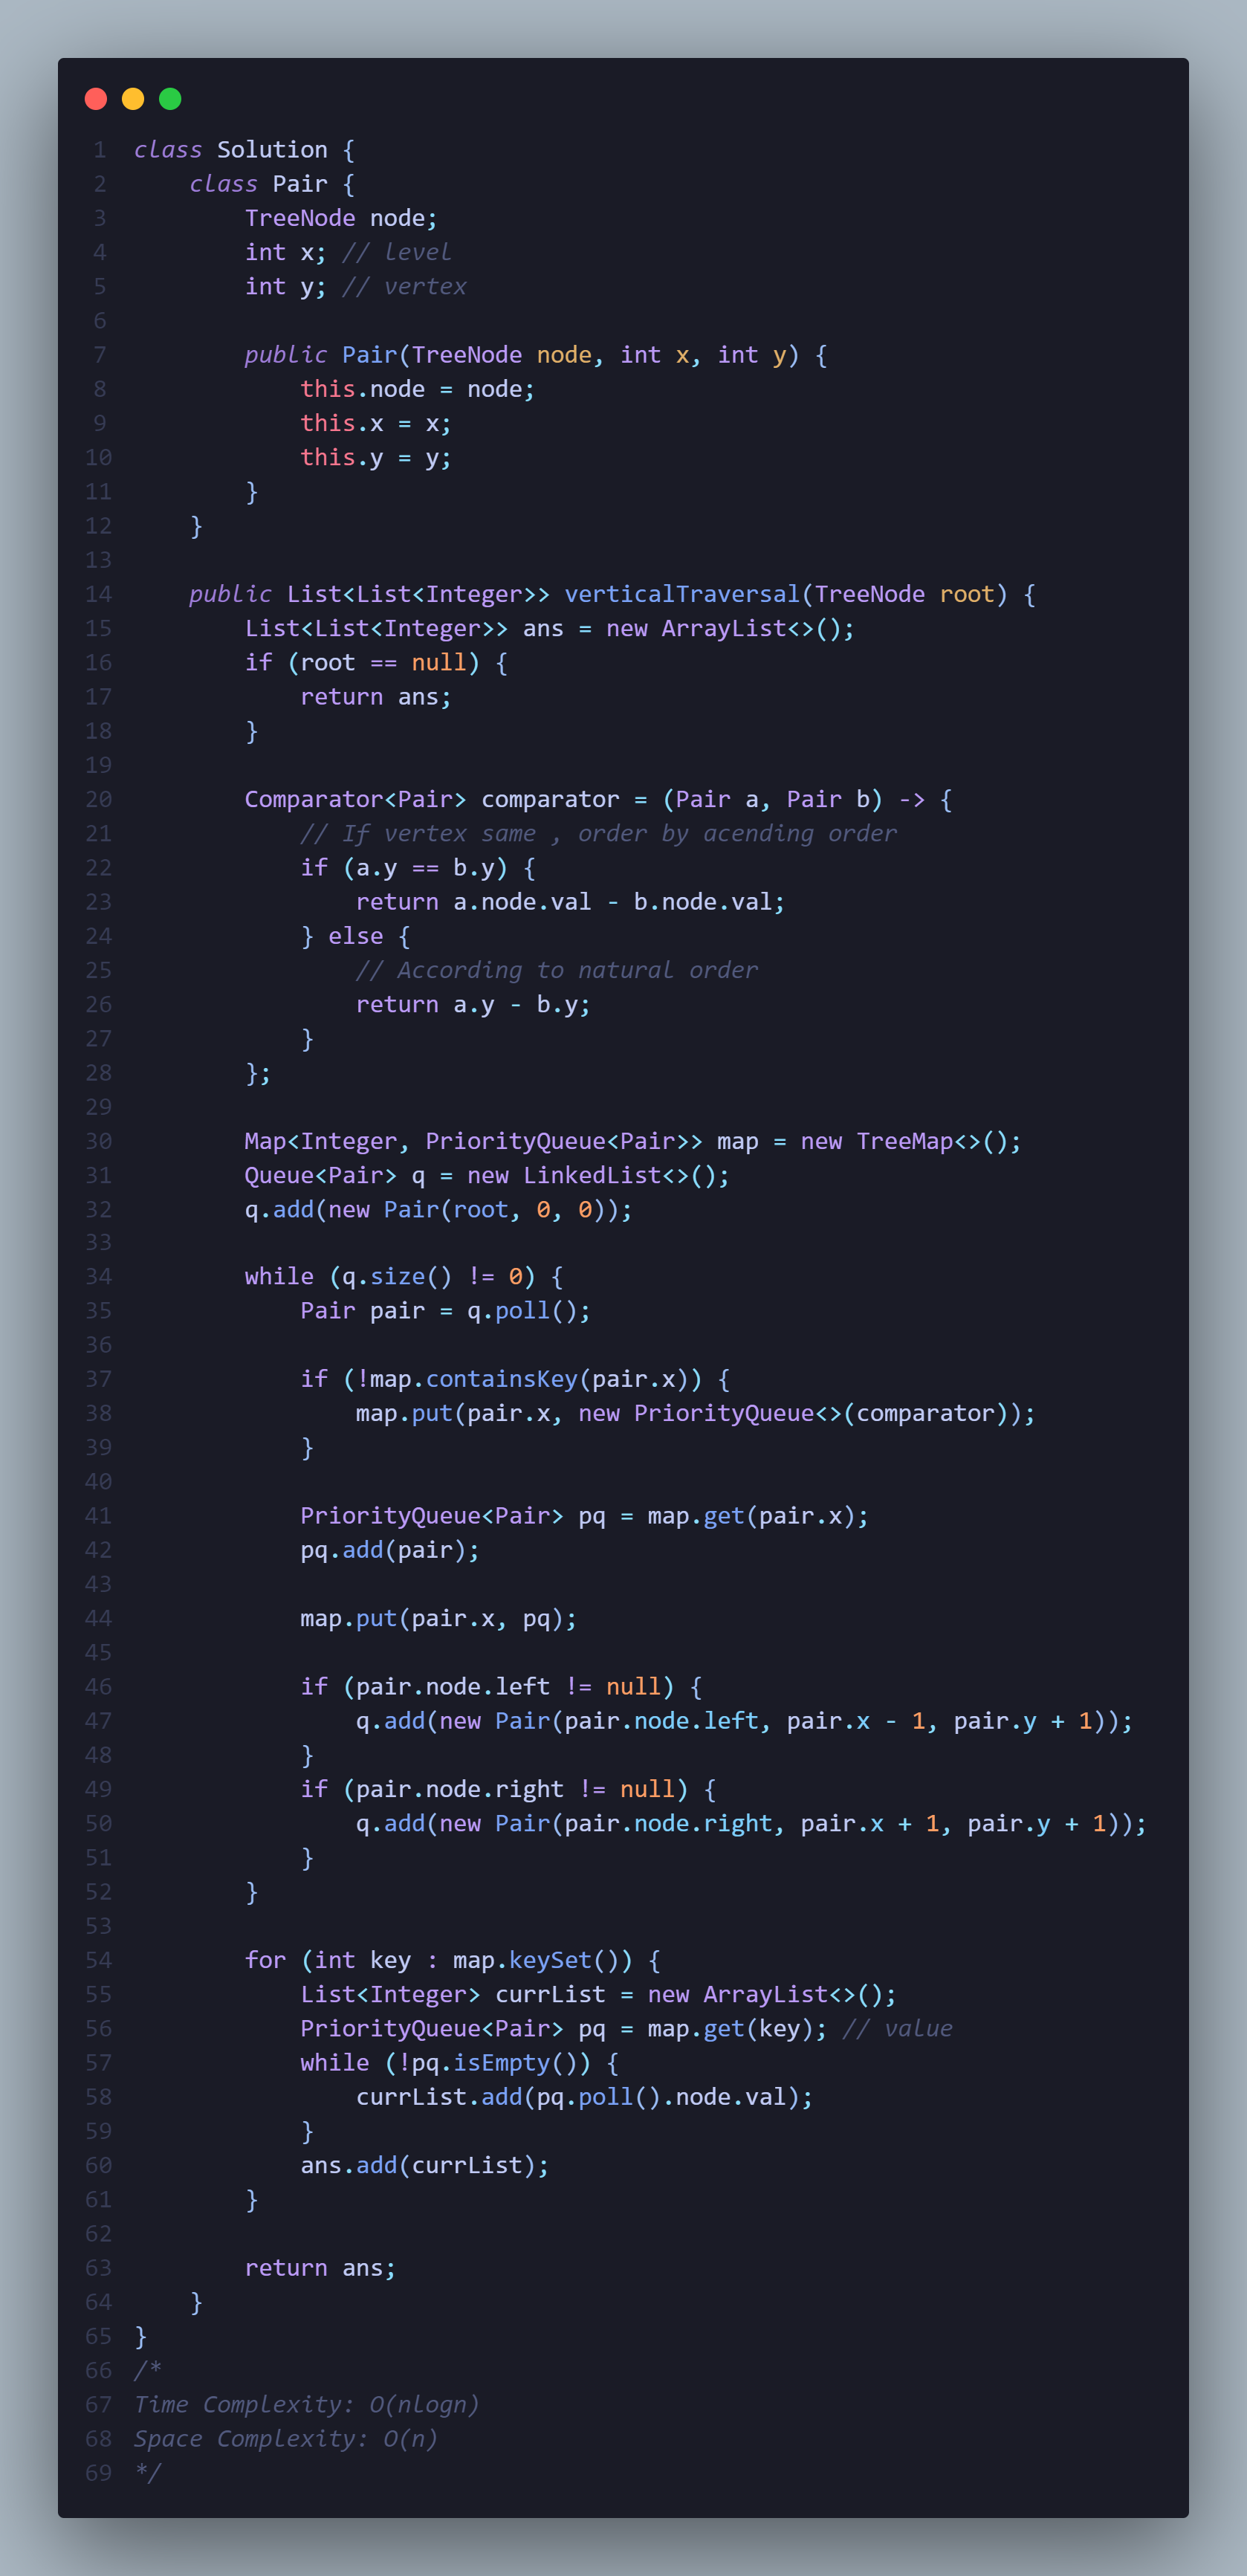 1 class Solution {
2     class Pair {
3         TreeNode node;
4         int x; // level
5         int y; // vertex
6
7         public Pair(TreeNode node, int x, int y) {
8             this.node = node;
9             this.x = x;
10             this.y = y;
11         }
12     }
13
14     public List<List<Integer>> verticalTraversal(TreeNode root) {
15         List<List<Integer>> ans = new ArrayList<>();
16         if (root == null) {
17             return ans;
18         }
19
20         Comparator<Pair> comparator = (Pair a, Pair b) -> {
21             // If vertex same , order by acending order
22             if (a.y == b.y) {
23                 return a.node.val - b.node.val;
24             } else {
25                 // According to natural order
26                 return a.y - b.y;
27             }
28         };
29
30         Map<Integer, PriorityQueue<Pair>> map = new TreeMap<>();
31         Queue<Pair> q = new LinkedList<>();
32         q.add(new Pair(root, 0, 0));
33
34         while (q.size() != 0) {
35             Pair pair = q.poll();
36
37             if (!map.containsKey(pair.x)) {
38                 map.put(pair.x, new PriorityQueue<>(comparator));
39             }
40
41             PriorityQueue<Pair> pq = map.get(pair.x);
42             pq.add(pair);
43
44             map.put(pair.x, pq);
45
46             if (pair.node.left != null) {
47                 q.add(new Pair(pair.node.left, pair.x - 1, pair.y + 1));
48             }
49             if (pair.node.right != null) {
50                 q.add(new Pair(pair.node.right, pair.x + 1, pair.y + 1));
51             }
52         }
53
54         for (int key : map.keySet()) {
55             List<Integer> currList = new ArrayList<>();
56             PriorityQueue<Pair> pq = map.get(key); // value
57             while (!pq.isEmpty()) {
58                 currList.add(pq.poll().node.val);
59             }
60             ans.add(currList);
61         }
62
63         return ans;
64     }
65 }
66 /*
67 Time Complexity: O(nlogn)
68 Space Complexity: O(n)
69 */